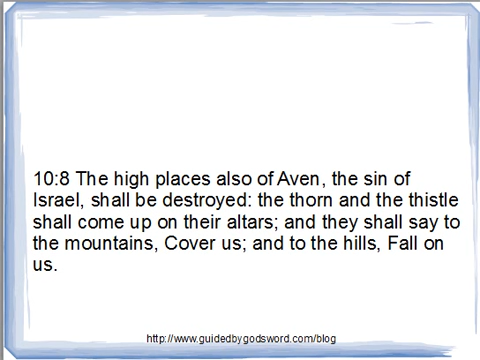 10:8 The high places also of Aven, the sin of
Israel, shall be destroyed: the thorn and the thistle
shall come up on their altars; and they shall say to
the mountains, Cover us; and to the hills, Fall on
us.
http://www.guidedbygodsword.com/blog